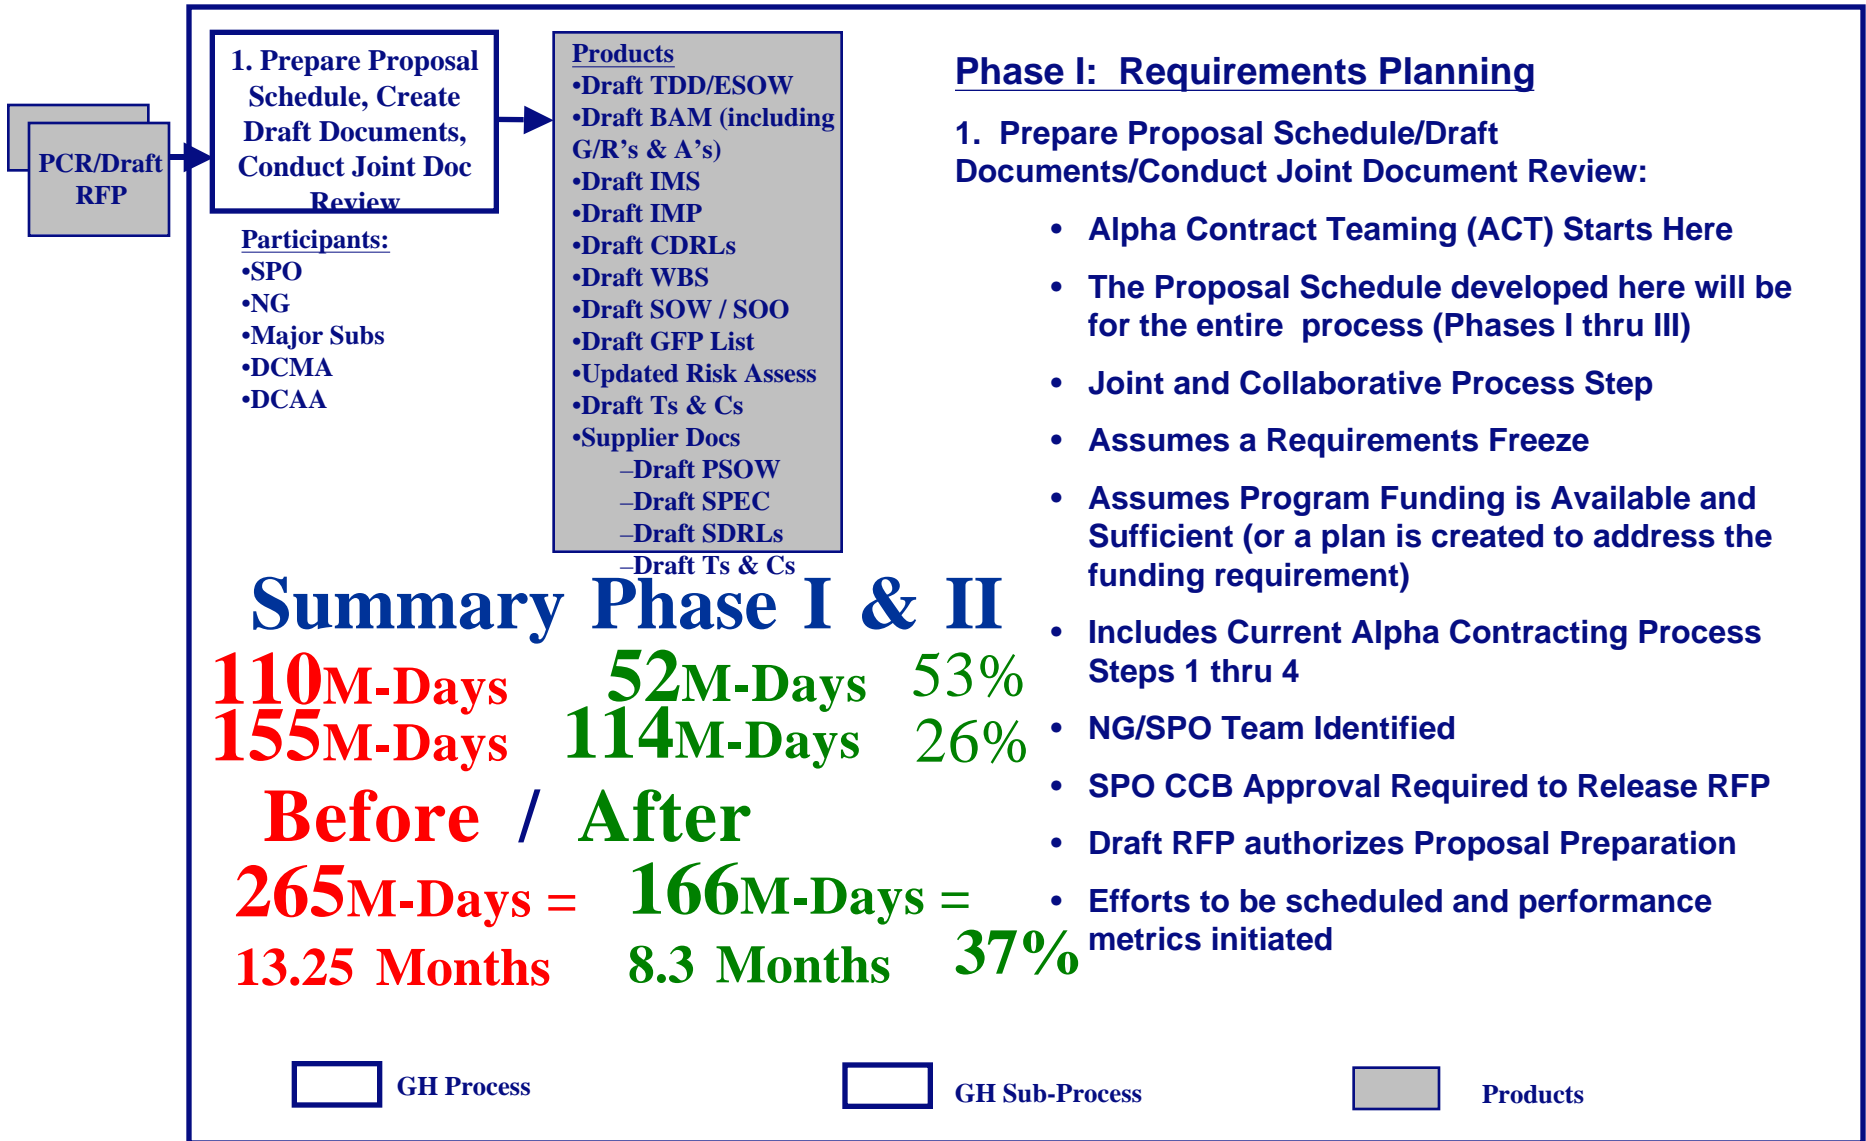 PCR/Draft
RFP
1. Prepare Proposal
Schedule, Create
Draft Documents,
Conduct Joint Doc
Review
Participants:
•SPO
•NG
•Major Subs
•DCMA
•DCAA
Products
•Draft TDD/ESOW
•Draft BAM (including
G/R's & A's)
•Draft IMS
•Draft IMP
•Draft CDRLs
•Draft WBS
•Draft SOW / SOO
•Draft GFP List
•Updated Risk Assess
•Draft Ts & Cs
•Supplier Docs
–Draft PSOW
–Draft SPEC
–Draft SDRLs
–Draft Ts & Cs
Summary Phase I & II
110M-Days 52M-Days 53%
155M-Days 114M-Days 26%
Before / After
265M-Days = 166M-Days =
13.25 Months 8.3 Months 37%
Phase I: Requirements Planning
1. Prepare Proposal Schedule/Draft
Documents/Conduct Joint Document Review:
• Alpha Contract Teaming (ACT) Starts Here
• The Proposal Schedule developed here will be
for the entire process (Phases I thru III)
• Joint and Collaborative Process Step
• Assumes a Requirements Freeze
• Assumes Program Funding is Available and
Sufficient (or a plan is created to address the
funding requirement)
• Includes Current Alpha Contracting Process
Steps 1 thru 4
• NG/SPO Team Identified
• SPO CCB Approval Required to Release RFP
• Draft RFP authorizes Proposal Preparation
• Efforts to be scheduled and performance
metrics initiated
GH Process
GH Sub-Process
Products